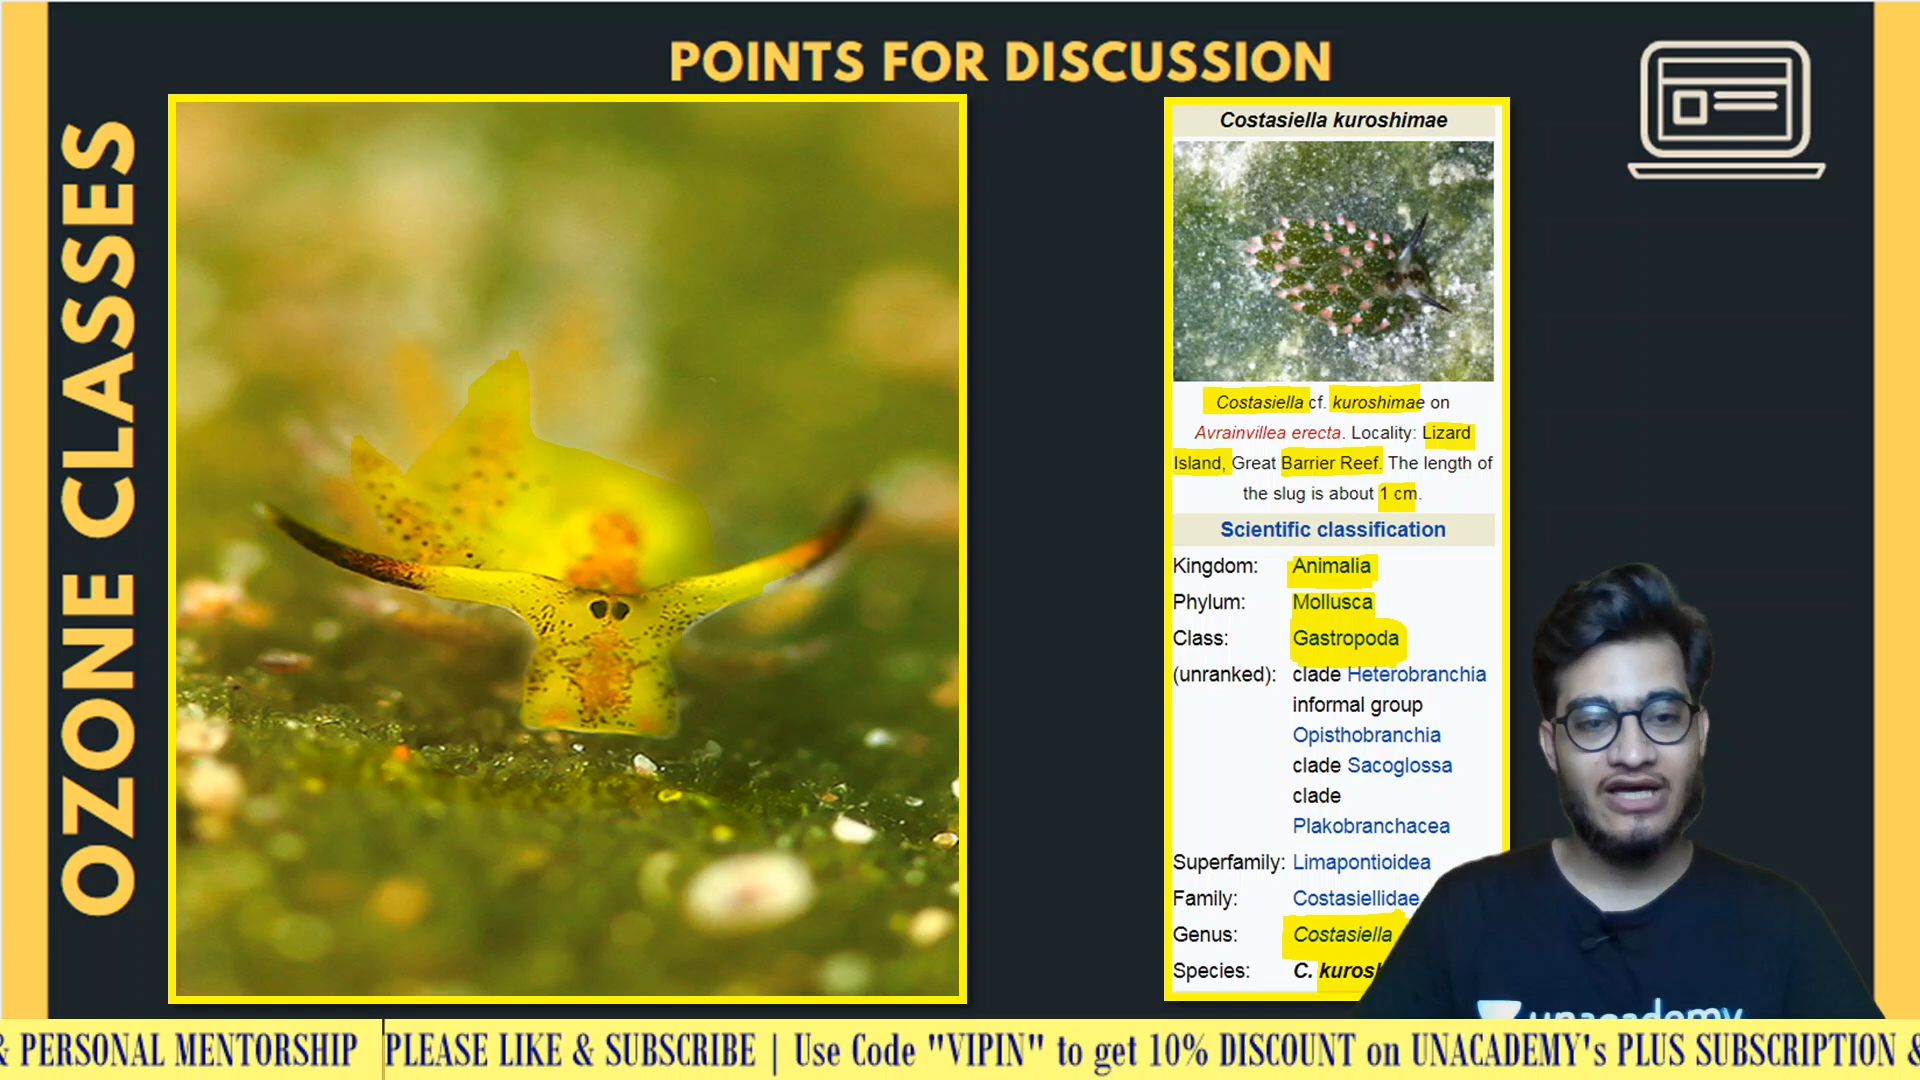 POINTS FOR DISCUSSION
OZONE CLASSES
Costasiella kuroshimae
Costasiella cf. kuroshimae on
Avrainvillea erecta. Locality: Lizard
Island, Great Barrier Reef. The length of
the slug is about 1 cm.
Scientific classification
Kingdom: Animalia
Phylum: Mollusca
Class: Gastropoda
(unranked): clade Heterobranchia
informal group
Opisthobranchia
clade Sacoglossa
clade
Plakobranchacea
Superfamily: Limapontioidea
Family: Costasiellidae
Genus: Costasiella
Species: C.
unacademy
& PERSONAL MENTORSHIP PLEASE LIKE & SUBSCRIBE | Use Code "VIPIN" to get 10% DISCOUNT on UNACADEMY's PLUS SUBSCRIPTION &